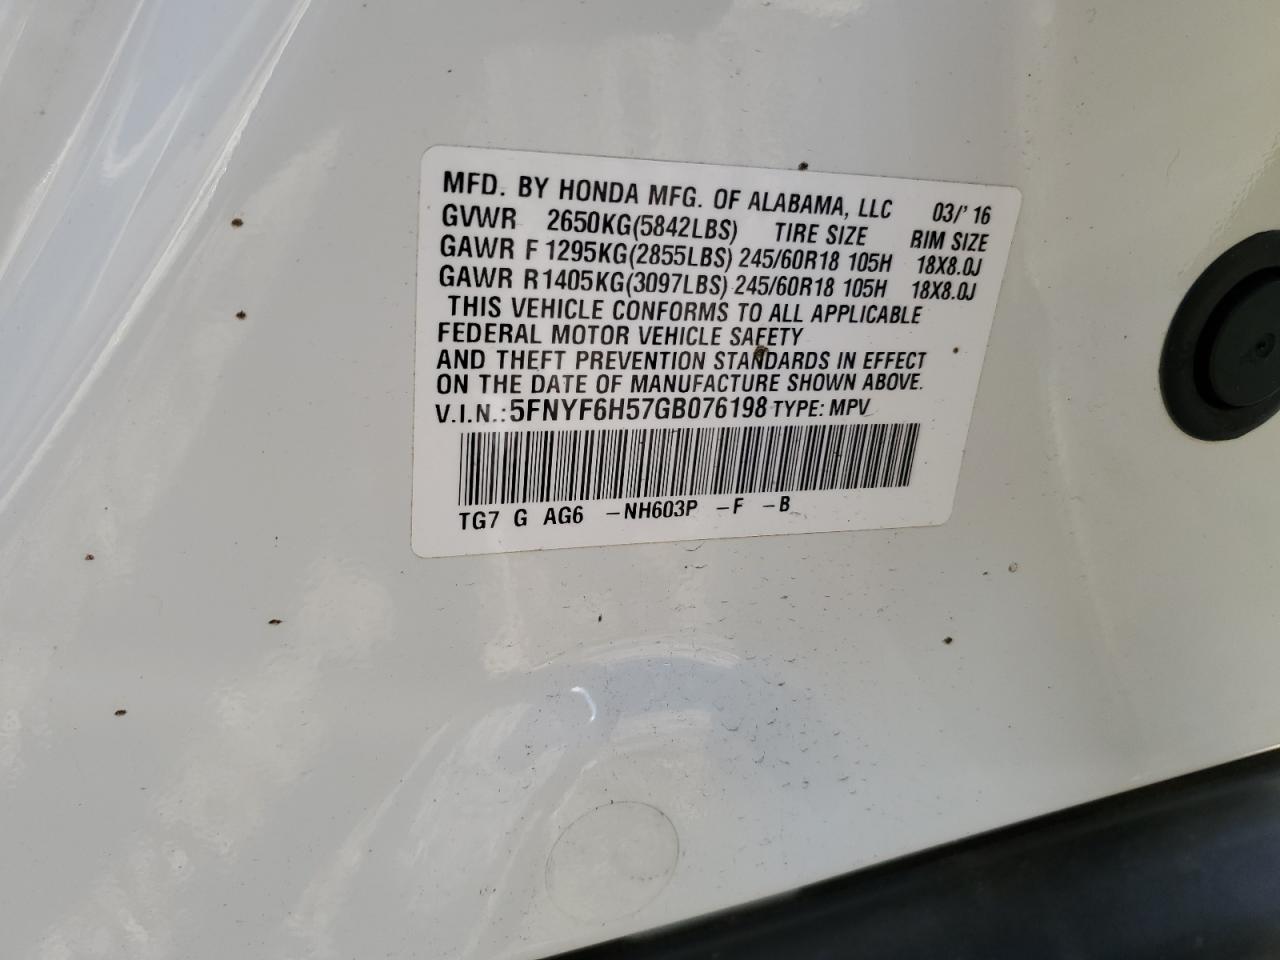 MFD. BY HONDA MFG. OF ALABAMA, LLC 03/' 16
GVWR 2650KG(5842LBS) TIRE SIZE RIM SIZE
GAWR F 1295KG(2855LBS) 245/60R18 105H 18X8.0J
GAWR R1405KG(3097LBS) 245/60R18 105H 18X8.0J
THIS VEHICLE CONFORMS TO ALL APPLICABLE
FEDERAL MOTOR VEHICLE SAFETY
AND THEFT PREVENTION STANDARDS IN EFFECT
ON THE DATE OF MANUFACTURE SHOWN ABOVE.
V.I.N.:5FNYF6H57GB076198 TYPE: MPV
TG7 G AG6 -NH603P -F -B